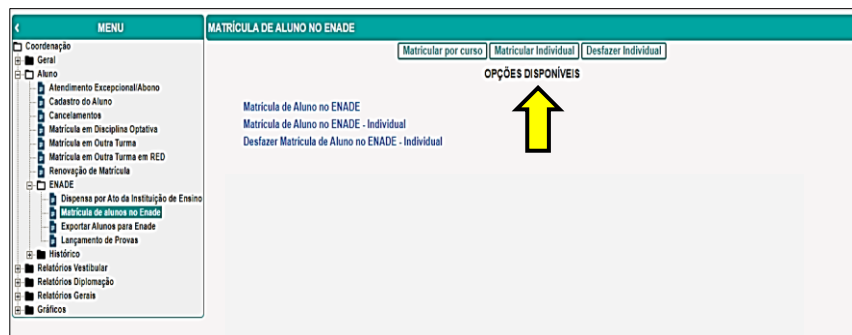 MENU
Coordenação
Geral
Aluno
Atendimento Excepcional/Abono
Cadastro do Aluno
Cancelamentos
Matrícula em Disciplina Optativa
Matrícula em Outra Turma
Matrícula em Outra Turma em RED
Renovação de Matrícula
ENADE
Dispensa por Ato da Instituição de Ensino
Matrícula de alunos no Enade
Exportar Alunos para Enade
Lançamento de Provas
Histórico
Relatórios Vestibular
Relatórios Diplomação
Relatórios Gerais
Gráficos
MATRÍCULA DE ALUNO NO ENADE
Matricular por curso Matricular Individual Desfazer Individual
OPÇÕES DISPONÍVEIS
Matrícula de Aluno no ENADE
Matrícula de Aluno no ENADE - Individual
Desfazer Matrícula de Aluno no ENADE - Individual